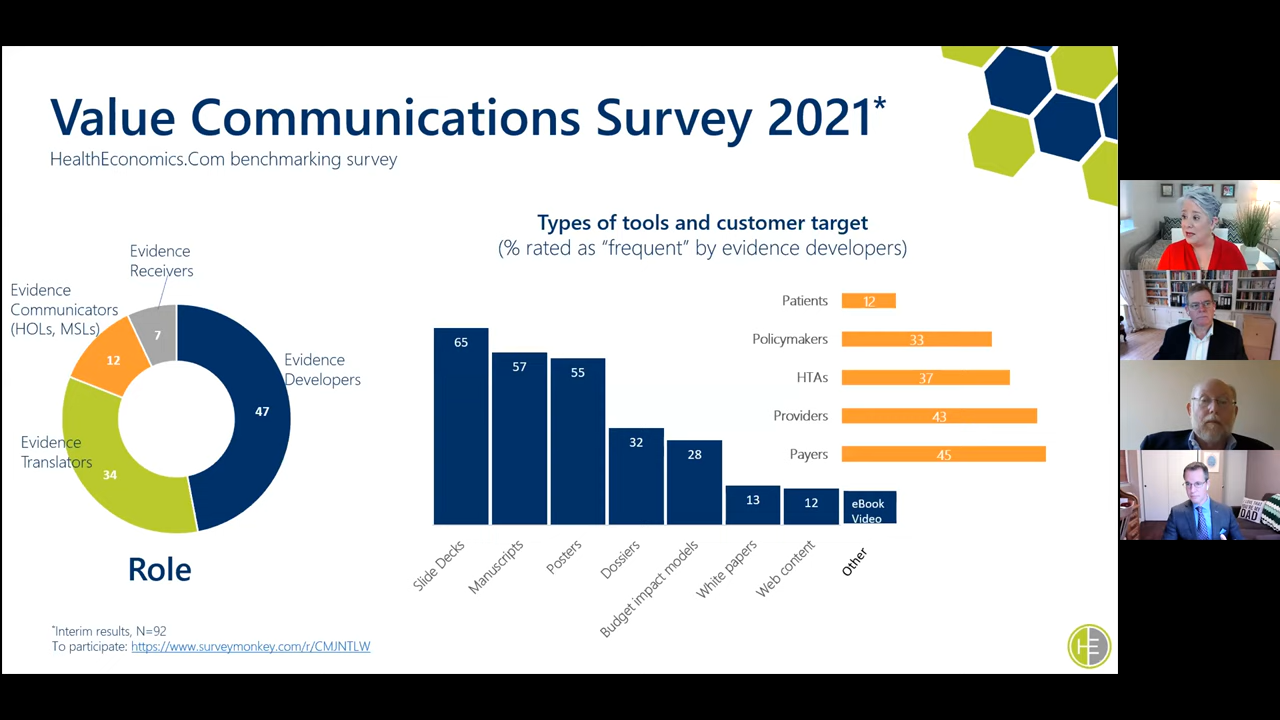 Value Communications Survey 2021*
HealthEconomics.Com benchmarking survey
Evidence
Receivers
Evidence
Communicators
(HOLs, MSLs)
7
12
Evidence
Developers
47
Evidence
Translators
34
Role
Types of tools and customer target
(% rated as “frequent” by evidence developers)
Patients 12
Policymakers 33
HTAs 37
Providers 43
Payers 45
65
57
55
32
28
13
12
eBook
Video
Slide Decks
Manuscripts
Posters
Dossiers
Budget impact models
White papers
Web content
Other
*Interim results, N=92
To participate: https://www.surveymonkey.com/r/CMJNTLW
HE